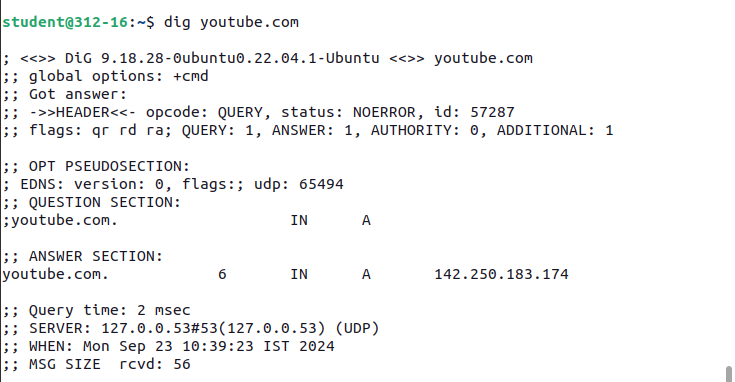 student@312-16:~$ dig youtube.com
; <<>> DiG 9.18.28-0ubuntu0.22.04.1-Ubuntu <<>> youtube.com
;; global options: +cmd
;; Got answer:
;; ->>HEADER<<- opcode: QUERY, status: NOERROR, id: 57287
;; flags: qr rd ra; QUERY: 1, ANSWER: 1, AUTHORITY: 0, ADDITIONAL: 1
;; OPT PSEUDOSECTION:
; EDNS: version: 0, flags:; udp: 65494
;; QUESTION SECTION:
;youtube.com. IN A
;; ANSWER SECTION:
youtube.com. 6 IN A 142.250.183.174
;; Query time: 2 msec
;; SERVER: 127.0.0.53#53(127.0.0.53) (UDP)
;; WHEN: Mon Sep 23 10:39:23 IST 2024
;; MSG SIZE rcvd: 56